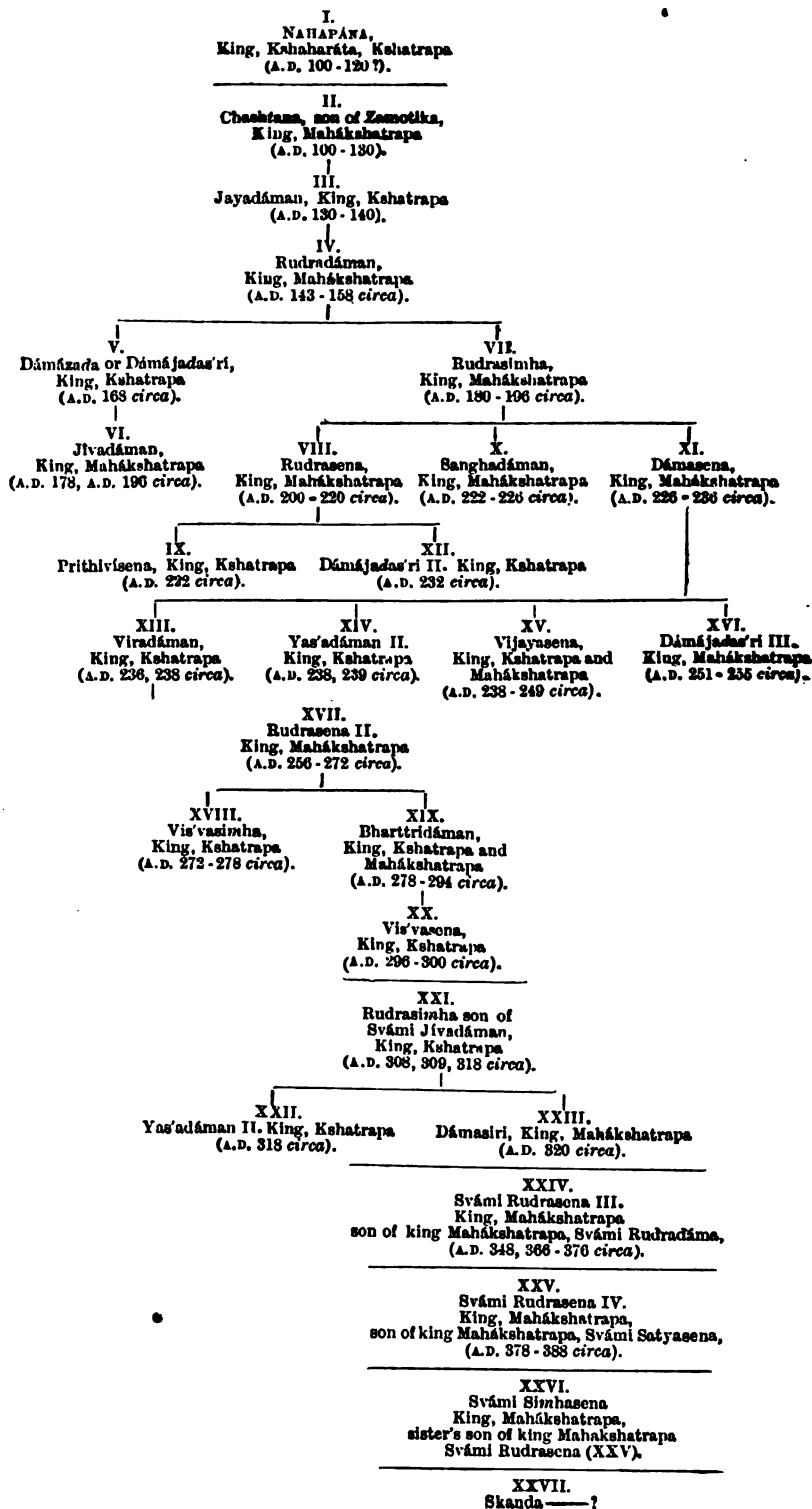 I.
NAHAPÁNA,
King, Kshaharáta, Kshatrapa
(A.D. 100-120?).
II.
Chashtana, son of Zamotika,
King, Mahákshatrapa
(A.D. 100-130).
III.
Jayadáman, King, Kshatrapa
(A.D. 130-140).
IV.
Rudradáman,
King, Mahákshatrapa
(A.D. 143-158 circa).
V.
Dámázada or Dámájadas'rí,
King, Kshatrapa
(A.D. 168 circa).
VII.
Rudrasimha,
King, Mahákshatrapa
(A.D. 180-196 circa).
VI.
Jívadáman,
King, Mahákshatrapa
(A.D. 178, A.D. 196 circa).
VIII.
Rudrasena,
King, Mahákshatrapa
(A.D. 200-220 circa).
X.
Sanghadáman,
King, Mahákshatrapa
(A.D. 222-226 circa).
XI.
Dámasena,
King, Mahákshatrapa
(A.D. 226-236 circa).
IX.
Prithivísena, King, Kshatrapa
(A.D. 222 circa).
XII.
Dámájadas'ri II. King, Kshatrapa
(A.D. 232 circa).
XIII.
Viradáman,
King, Kshatrapa
(A.D. 236, 238 circa).
XIV.
Yas'adáman II.
King, Kshatrapa
(A.D. 238, 239 circa).
XV.
Vijayasena,
King, Kshatrapa and
Mahákshatrapa
(A.D. 238-249 circa).
XVI.
Dámájadas'ri III.
King, Mahákshatrapa
(A.D. 251-255 circa).
XVII.
Rudrasena II.
King, Mahákshatrapa
(A.D. 256-272 circa).
XVIII.
Vis'vasimha,
King, Kshatrapa
(A.D. 272-278 circa).
XIX.
Bharttridáman,
King, Kshatrapa and
Mahákshatrapa
(A.D. 278-294 circa).
XX.
Vis'vasena,
King, Kshatrapa
(A.D. 296-300 circa).
XXI.
Rudrasimha son of
Svámi Jívadáman,
King, Kshatrapa
(A.D. 308, 309, 318 circa).
XXII.
Yas'adáman II. King, Kshatrapa
(A.D. 318 circa).
XXIII.
Dámasiri, King, Mahákshatrapa
(A.D. 320 circa).
XXIV.
Svámi Rudrasena III.
King, Mahákshatrapa
son of king Mahákshatrapa, Svámi Rudradáma,
(A.D. 348, 366-376 circa).
XXV.
Svámi Rudrasena IV.
King, Mahákshatrapa,
son of king Mahákshatrapa, Svámi Satyasena,
(A.D. 378-388 circa).
XXVI.
Svámi Simhasena
King, Mahákshatrapa,
sister's son of king Mahakshatrapa
Svámi Rudrasena (XXV).
XXVII.
Skanda——?